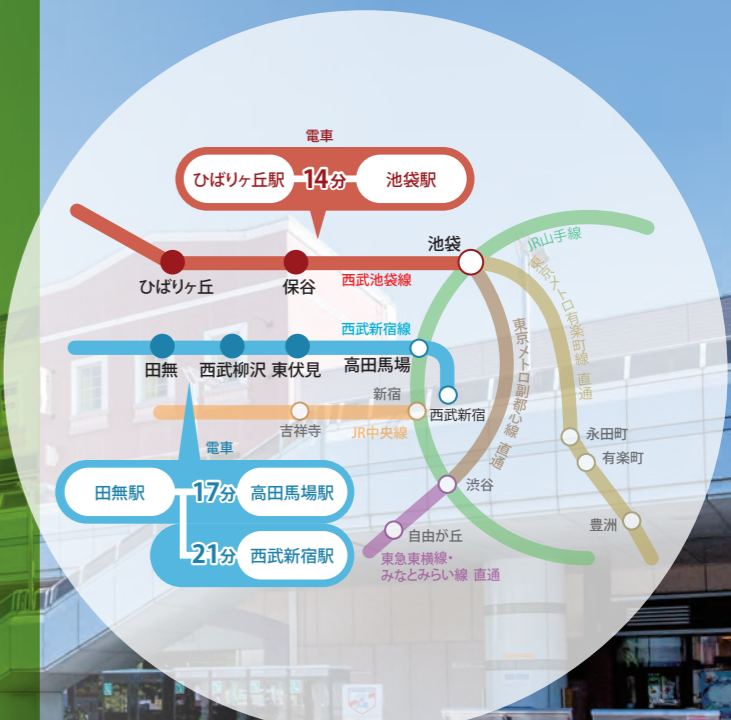 電車
ひばりヶ丘駅 14分 池袋駅
池袋
JR山手線
ひばりヶ丘
保谷
西武池袋線
東京メトロ有楽町線 直通
東京メトロ副都心線 直通
西武新宿線
田無
西武柳沢
東伏見
高田馬場
新宿
西武新宿
吉祥寺
JR中央線
永田町
有楽町
電車
田無駅 17分 高田馬場駅
21分 西武新宿駅
渋谷
豊洲
自由が丘
東急東横線・
みなとみらい線 直通